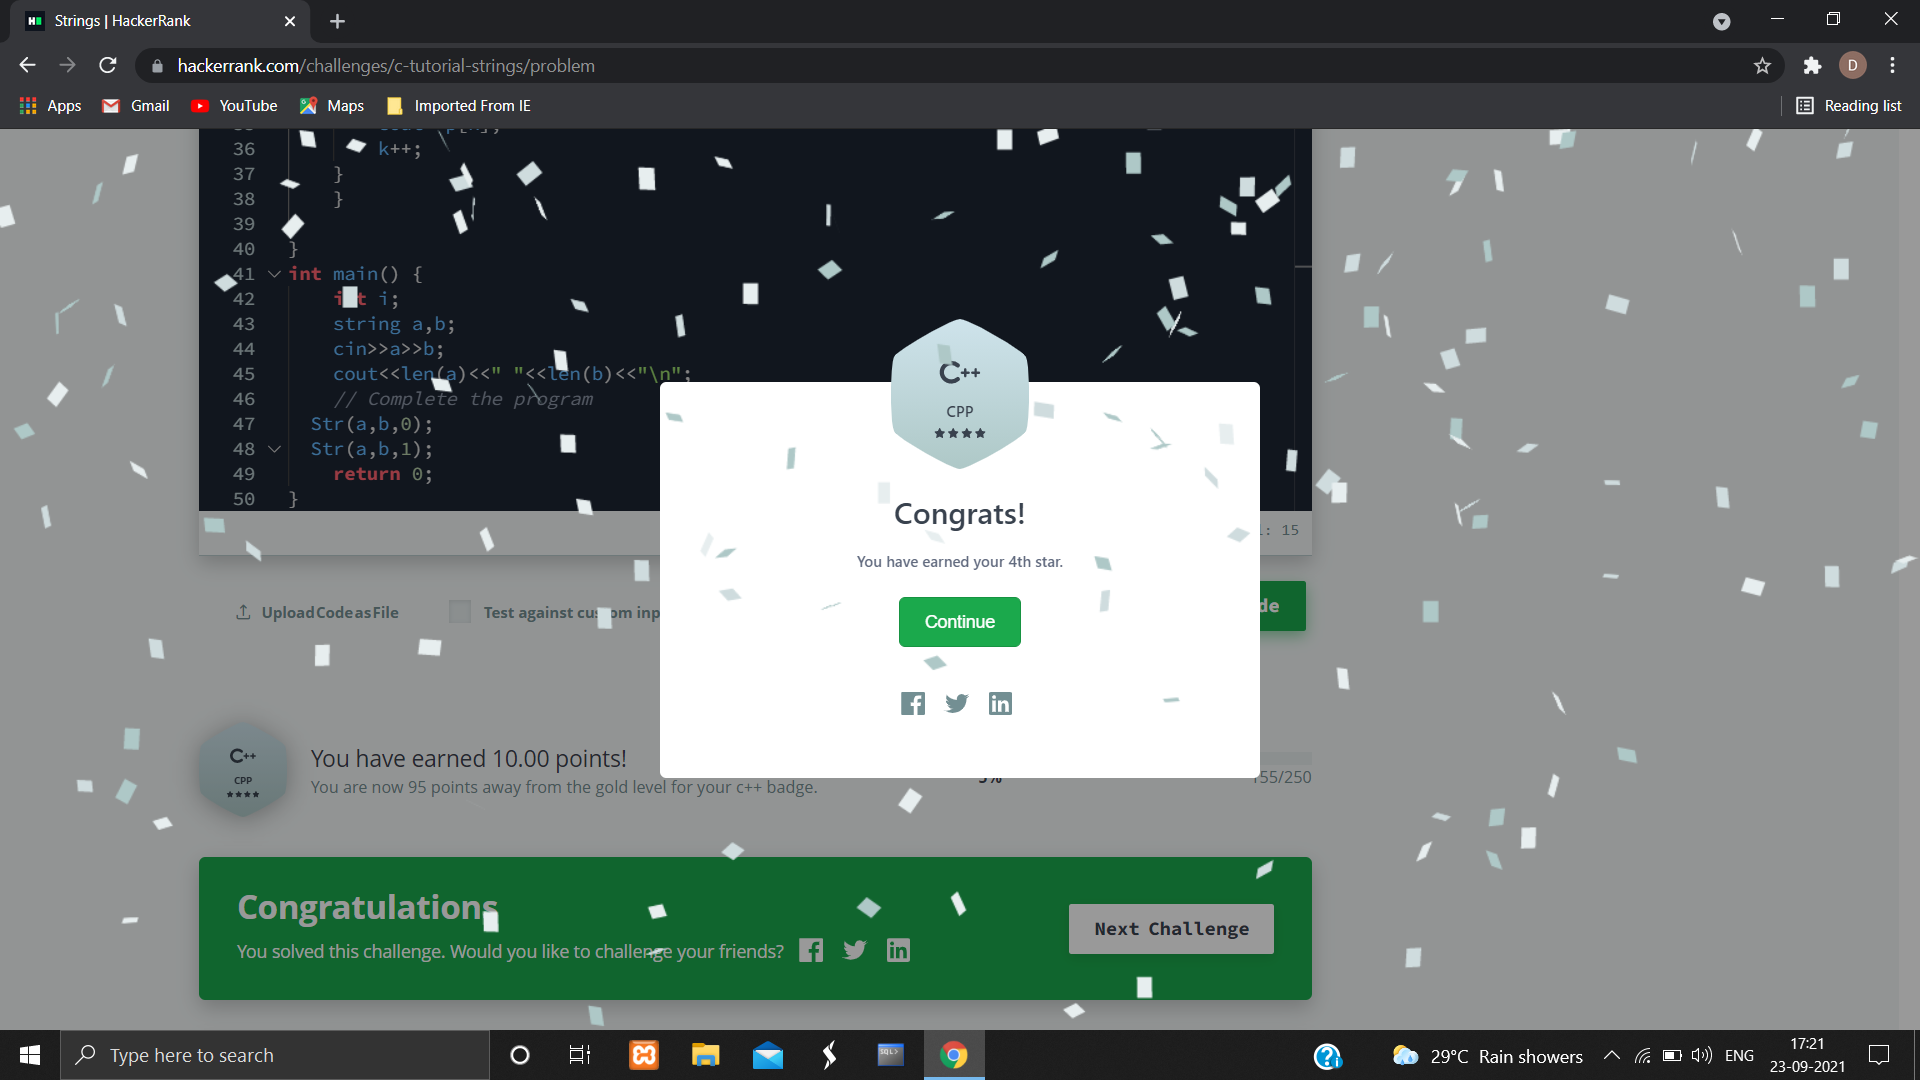 Strings | HackerRank
hackerrank.com/challenges/c-tutorial-strings/problem
Apps Gmail YouTube Maps Imported From IE Reading list
36 k++;
37 }
38 }
39
40 }
41 int main() {
42 int i;
43 string a,b;
44 cin>>a>>b;
45 cout<<len(a)<<" "<<len(b)<<"\n";
46 // Complete the program
47 Str(a,b,0);
48 Str(a,b,1);
49 return 0;
50 }
C++
CPP
Congrats!
You have earned your 4th star.
Continue
: 15
Upload Code as File Test against custom inp
de
C++
CPP
You have earned 10.00 points!
You are now 95 points away from the gold level for your c++ badge.
155/250
Congratulations
You solved this challenge. Would you like to challenge your friends?
Next Challenge
Type here to search
29°C Rain showers
ENG
17:21
23-09-2021
D
SQL>